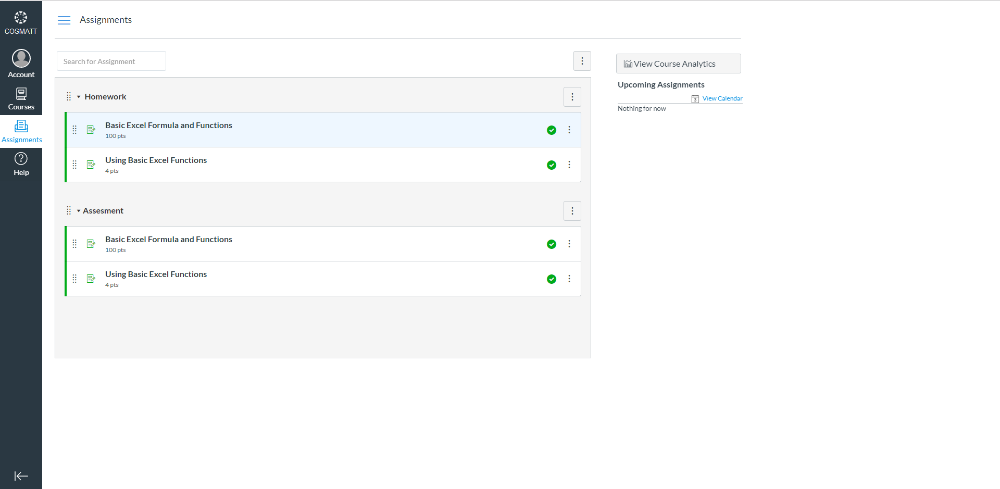 COSMATT
Account
Courses
Assignments
Help
Assignments
Search for Assignment
Homework
Basic Excel Formula and Functions
100 pts
Using Basic Excel Functions
4 pts
Assesment
Basic Excel Formula and Functions
100 pts
Using Basic Excel Functions
4 pts
View Course Analytics
Upcoming Assignments
3 View Calendar
Nothing for now